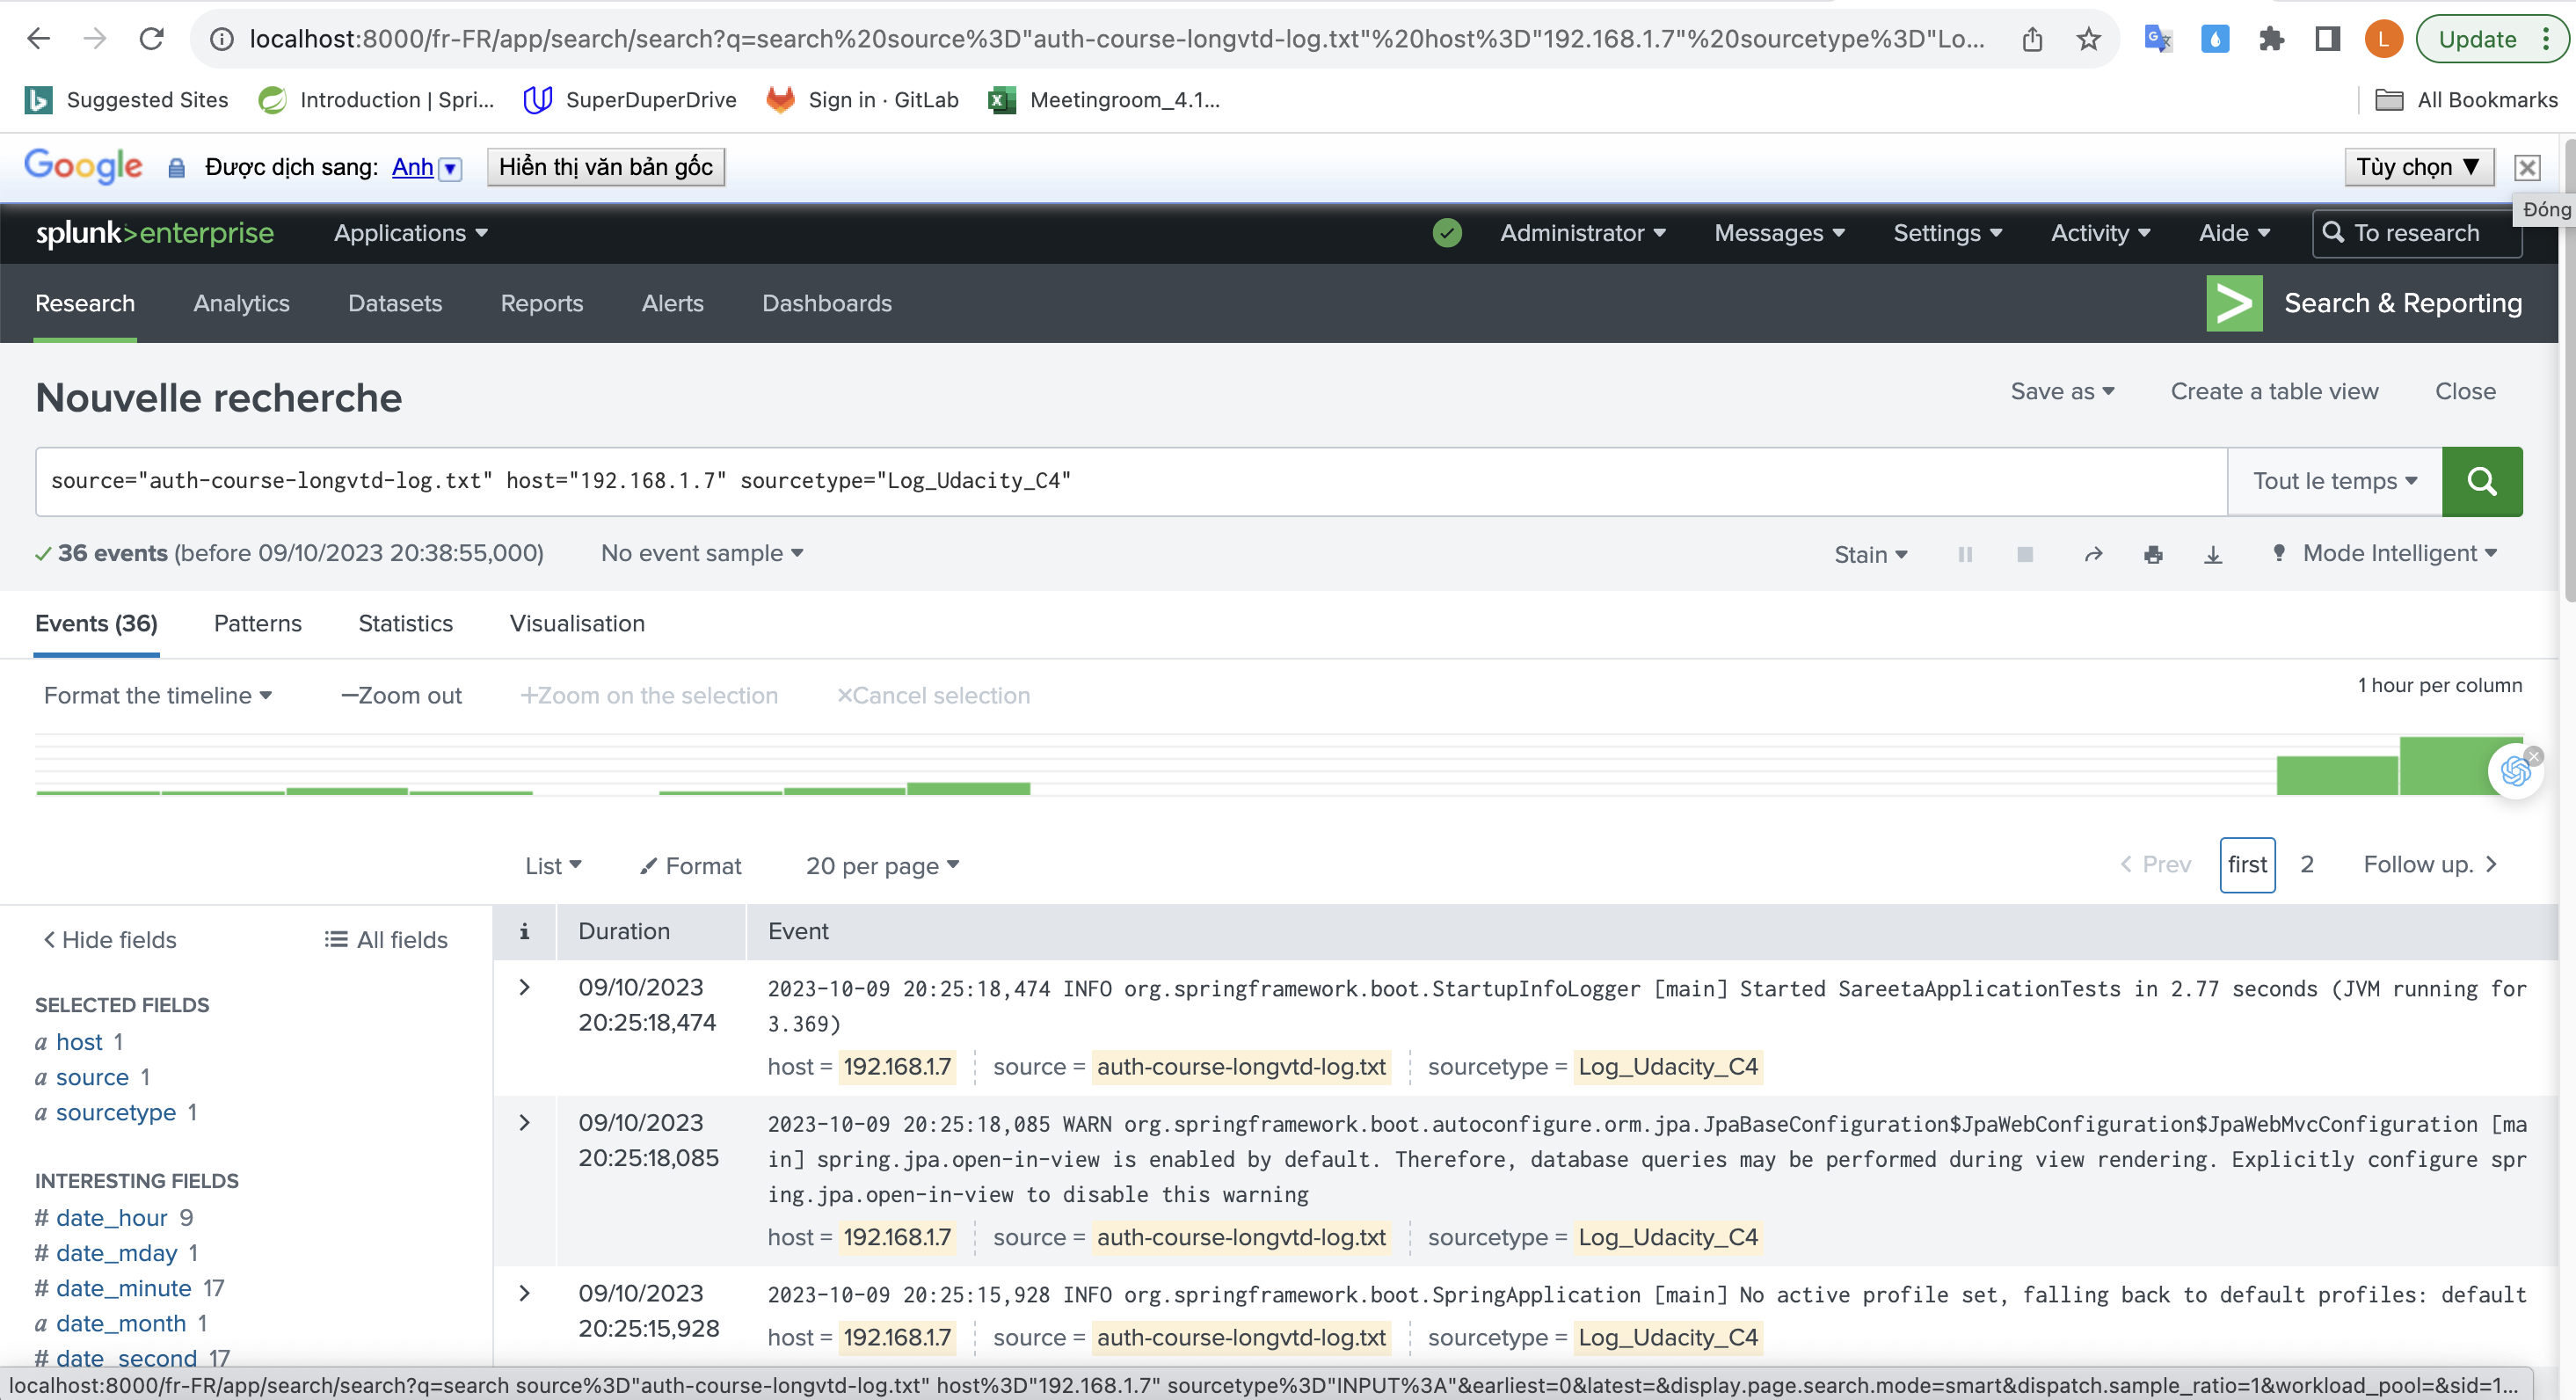 localhost:8000/fr-FR/app/search/search?q=search%20source%3D"auth-course-longvtd-log.txt"%20host%3D"192.168.1.7"%20sourcetype%3D"Lo...
L
Update
Suggested Sites
Introduction | Spri...
SuperDuperDrive
Sign in · GitLab
Meetingroom_4.1...
All Bookmarks
Google
Được dịch sang: Anh
Hiển thị văn bản gốc
Tùy chọn ▼
Đóng
splunk>enterprise
Applications
Administrator
Messages
Settings
Activity
Aide
To research
Research
Analytics
Datasets
Reports
Alerts
Dashboards
Search & Reporting
Nouvelle recherche
Save as
Create a table view
Close
source="auth-course-longvtd-log.txt" host="192.168.1.7" sourcetype="Log_Udacity_C4"
Tout le temps
36 events (before 09/10/2023 20:38:55,000)
No event sample
Stain
Mode Intelligent
Events (36)
Patterns
Statistics
Visualisation
Format the timeline
—Zoom out
+Zoom on the selection
×Cancel selection
1 hour per column
List
Format
20 per page
Prev
first
2
Follow up.
Hide fields
All fields
i
Duration
Event
SELECTED FIELDS
a host 1
a source 1
a sourcetype 1
INTERESTING FIELDS
# date_hour 9
# date_mday 1
# date_minute 17
a date_month 1
# date_second 17
09/10/2023
20:25:18,474
2023-10-09 20:25:18,474 INFO org.springframework.boot.StartupInfoLogger [main] Started SareetaApplicationTests in 2.77 seconds (JVM running for
3.369)
host = 192.168.1.7 source = auth-course-longvtd-log.txt sourcetype = Log_Udacity_C4
09/10/2023
20:25:18,085
2023-10-09 20:25:18,085 WARN org.springframework.boot.autoconfigure.orm.jpa.JpaBaseConfiguration$JpaWebConfiguration$JpaWebMvcConfiguration [ma
in] spring.jpa.open-in-view is enabled by default. Therefore, database queries may be performed during view rendering. Explicitly configure spr
ing.jpa.open-in-view to disable this warning
host = 192.168.1.7 source = auth-course-longvtd-log.txt sourcetype = Log_Udacity_C4
09/10/2023
20:25:15,928
2023-10-09 20:25:15,928 INFO org.springframework.boot.SpringApplication [main] No active profile set, falling back to default profiles: default
host = 192.168.1.7 source = auth-course-longvtd-log.txt sourcetype = Log_Udacity_C4
localhost:8000/fr-FR/app/search/search?q=search source%3D"auth-course-longvtd-log.txt" host%3D"192.168.1.7" sourcetype%3D"INPUT%3A"&earliest=0&latest=&display.page.search.mode=smart&dispatch.sample_ratio=1&workload_pool=&sid=1...